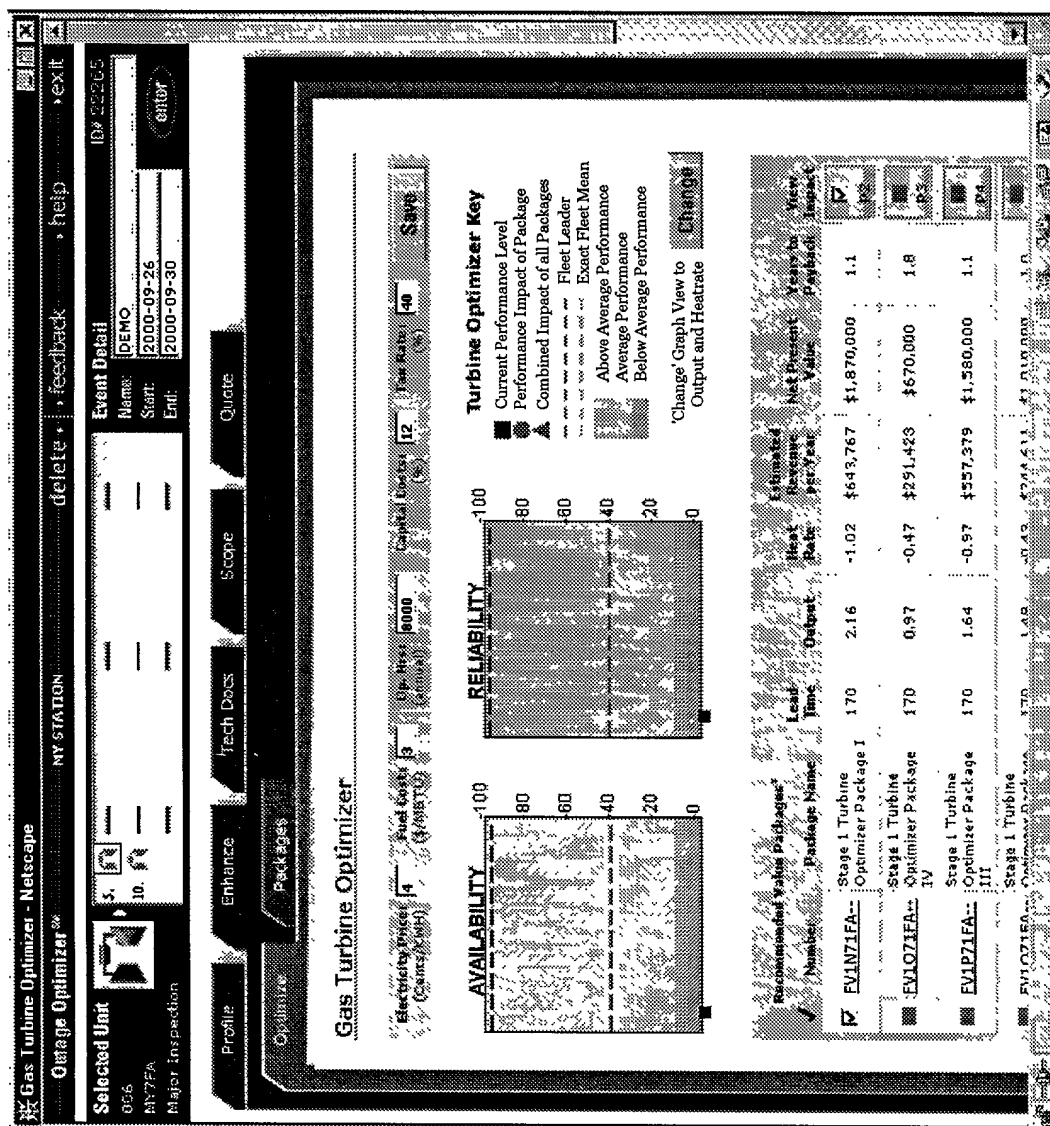 Gas Turbine Optimizer - Netscape
Outage Optimizer℠ MY STATION delete feedback help exit
Selected Unit
006
MY7FA
Major Inspection
5.
10.
Event Detail ID# 22265
Name: DEMO
Start: 2000-09-26
End: 2000-09-30
enter
Profile Enhance Tech Docs Scope Quote
Optimize Packages
Gas Turbine Optimizer
Electricity Price: 4 Fuel Costs 3 Op. Hrs: 8000 Capital Costs: 12 Tax Rate: 40 Save
(Cents/KWH) ($/MBTU) (annual) (%) (%)
AVAILABILITY
-100
-80
-60
-40
-20
-0
RELIABILITY
-100
-80
-60
-40
-20
-0
Turbine Optimizer Key
Current Performance Level
Performance Impact of Package
Combined Impact of all Packages
Fleet Leader
Exact Fleet Mean
Above Average Performance
Average Performance
Below Average Performance
'Change' Graph View to
Output and Heatrate
Change
Recommended Value Packages*
Number Package Name Lead Time Output Heat Rate Estimated Revenue per Year Net Present Value Years to Payback View Impact
FV1N71FA-- Stage 1 Turbine Optimizer Package I 170 2.16 -1.02 $643,767 $1,870,000 1.1 P2
FV1O71FA-- Stage 1 Turbine Optimizer Package IV 170 0.97 -0.47 $291,423 $670,000 1.8 P3
FV1P71FA-- Stage 1 Turbine Optimizer Package III 170 1.64 -0.97 $557,379 $1,580,000 1.1 P4
Stage 1 Turbine